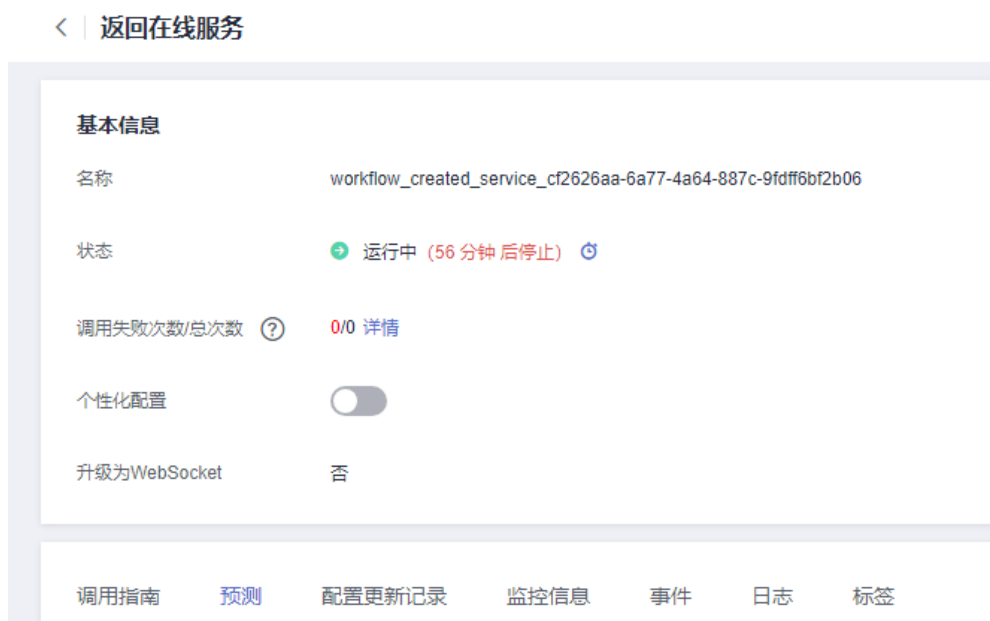 返回在线服务
基本信息
名称 workflow_created_service_cf2626aa-6a77-4a64-887c-9fdff6bf2b06
状态 运行中 (56 分钟 后停止)
调用失败次数/总次数 ? 0/0 详情
个性化配置
升级为WebSocket 否
调用指南 预测 配置更新记录 监控信息 事件 日志 标签